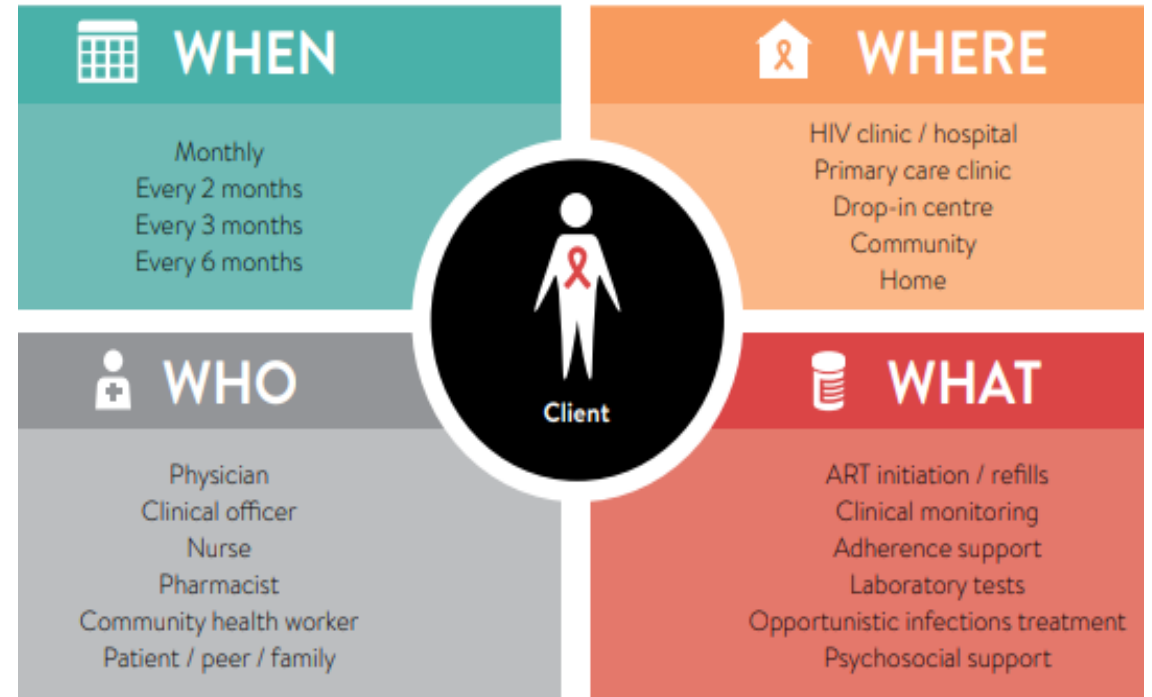 WHEN
Monthly
Every 2 months
Every 3 months
Every 6 months
WHERE
HIV clinic / hospital
Primary care clinic
Drop-in centre
Community
Home
Client
WHO
Physician
Clinical officer
Nurse
Pharmacist
Community health worker
Patient / peer / family
WHAT
ART initiation / refills
Clinical monitoring
Adherence support
Laboratory tests
Opportunistic infections treatment
Psychosocial support